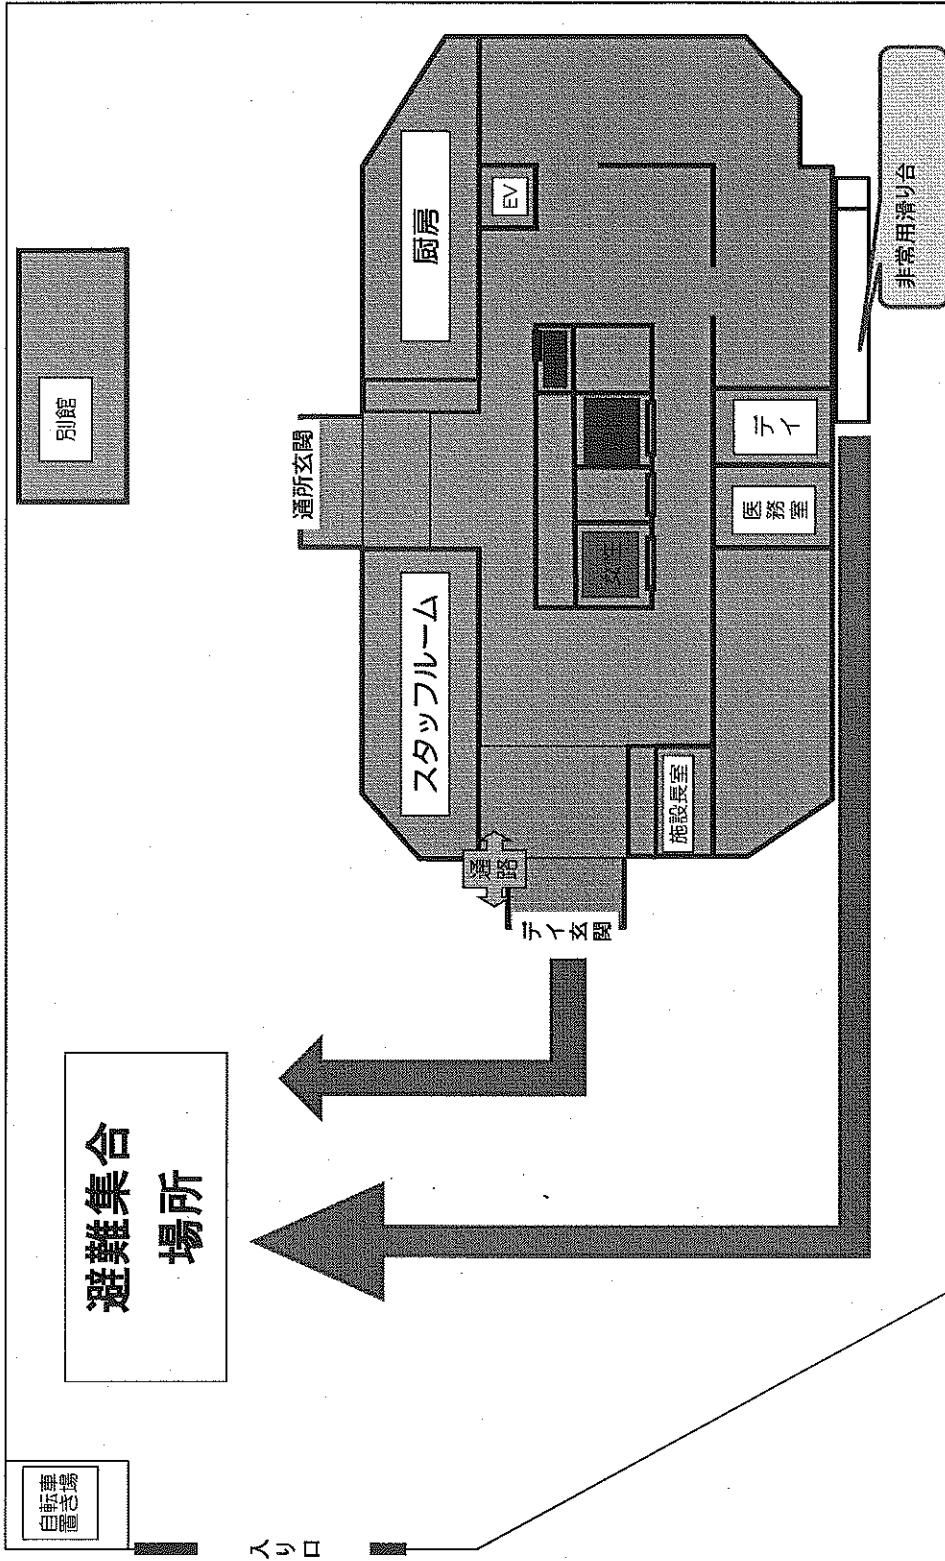 自転車
置き場
入り口
避難集合
場所
別館
通所玄関
スタッフルーム
厨房
EV
通路
デイ玄関
施設長室
女性
医務室
デイ
非常用滑り台